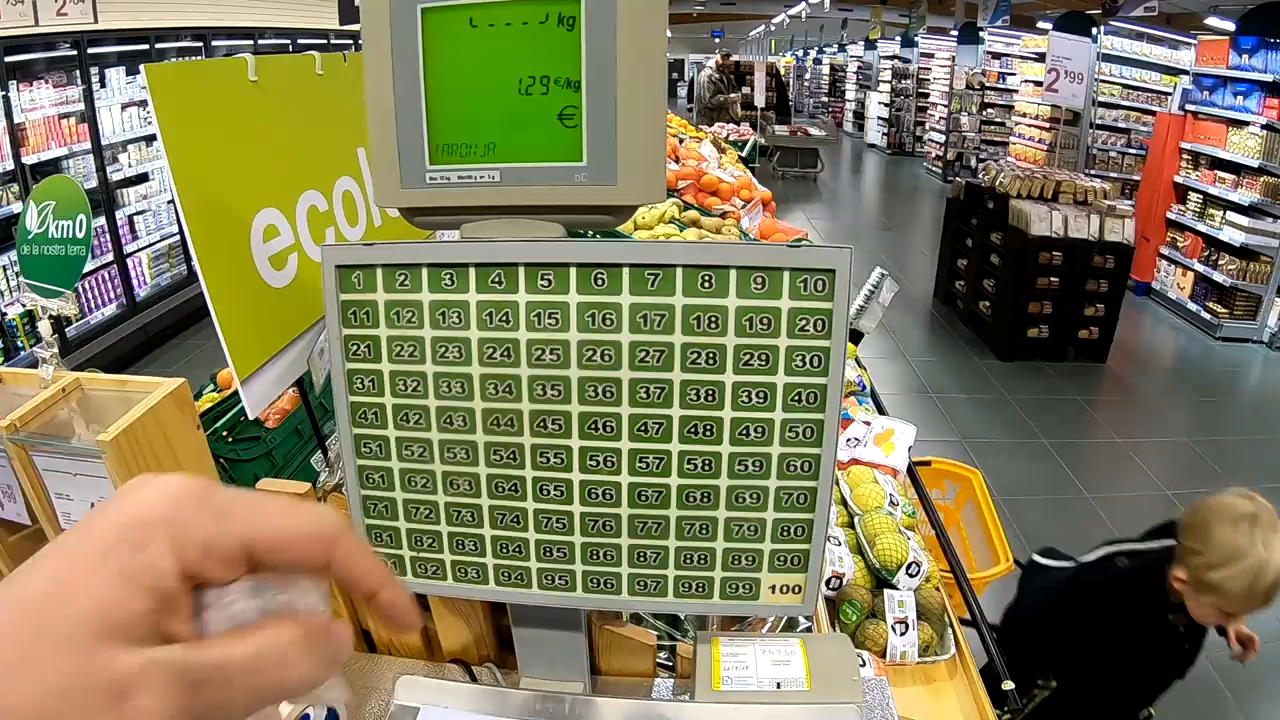 kg
1.29 €/kg
€
TARONJA
Max 15 kg
bC
ecol
km0
de la nostra terra
2'99
1 2 3 4 5 6 7 8 9 10
11 12 13 14 15 16 17 18 19 20
21 22 23 24 25 26 27 28 29 30
31 32 33 34 35 36 37 38 39 40
41 42 43 44 45 46 47 48 49 50
51 52 53 54 55 56 57 58 59 60
61 62 63 64 65 66 67 68 69 70
71 72 73 74 75 76 77 78 79 80
81 82 83 84 85 86 87 88 89 90
92 93 94 95 96 97 98 99 100
74730